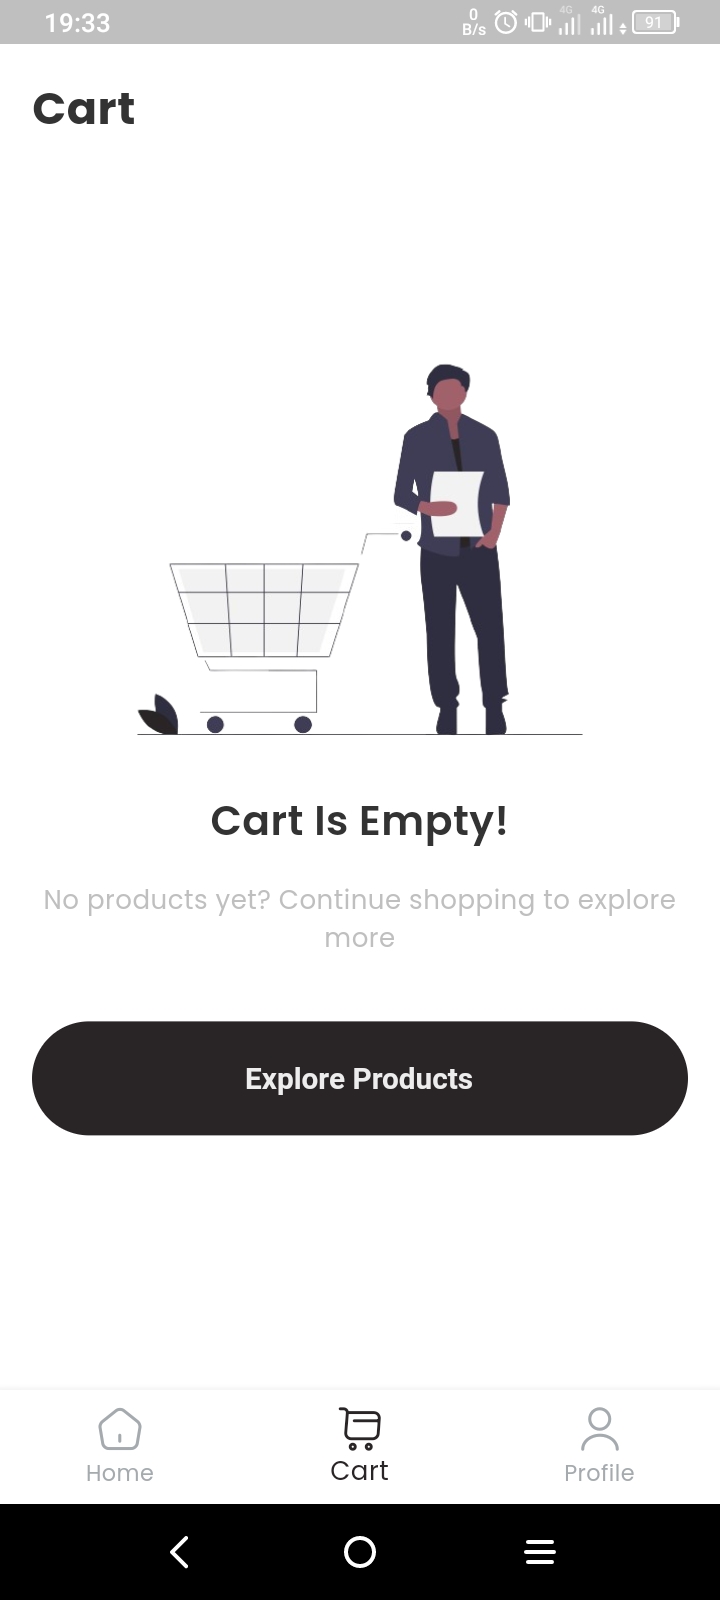 19:33
0
B/s
4G
4G
91
Cart
Cart Is Empty!
No products yet? Continue shopping to explore
more
Explore Products
Home
Cart
Profile